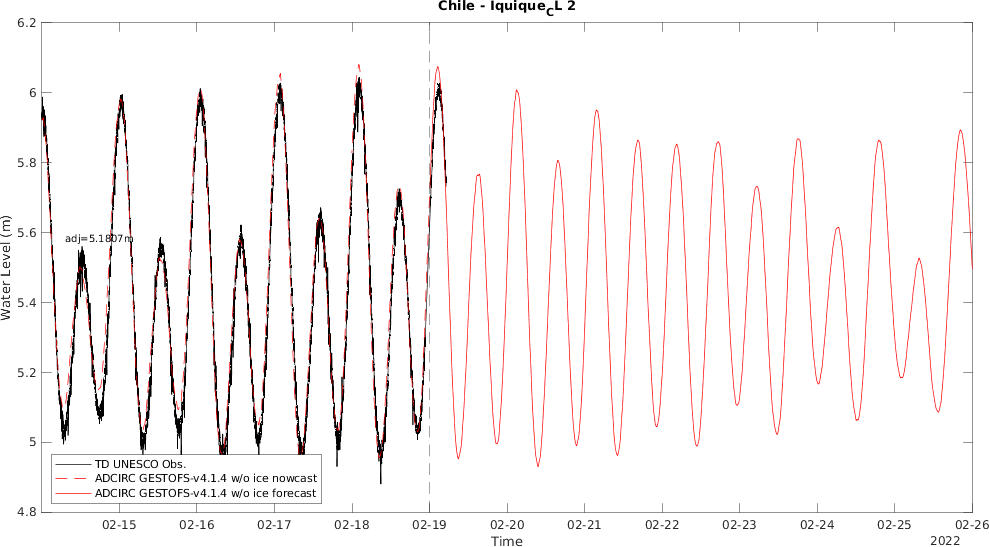 Chile - Iquique_CL 2
6.2
6
5.8
5.6
5.4
5.2
5
4.8
Water Level (m)
adj=5.1807m
TD UNESCO Obs.
ADCIRC GESTOFS-v4.1.4 w/o ice nowcast
ADCIRC GESTOFS-v4.1.4 w/o ice forecast
02-15 02-16 02-17 02-18 02-19 02-20 02-21 02-22 02-23 02-24 02-25 02-26
Time
2022